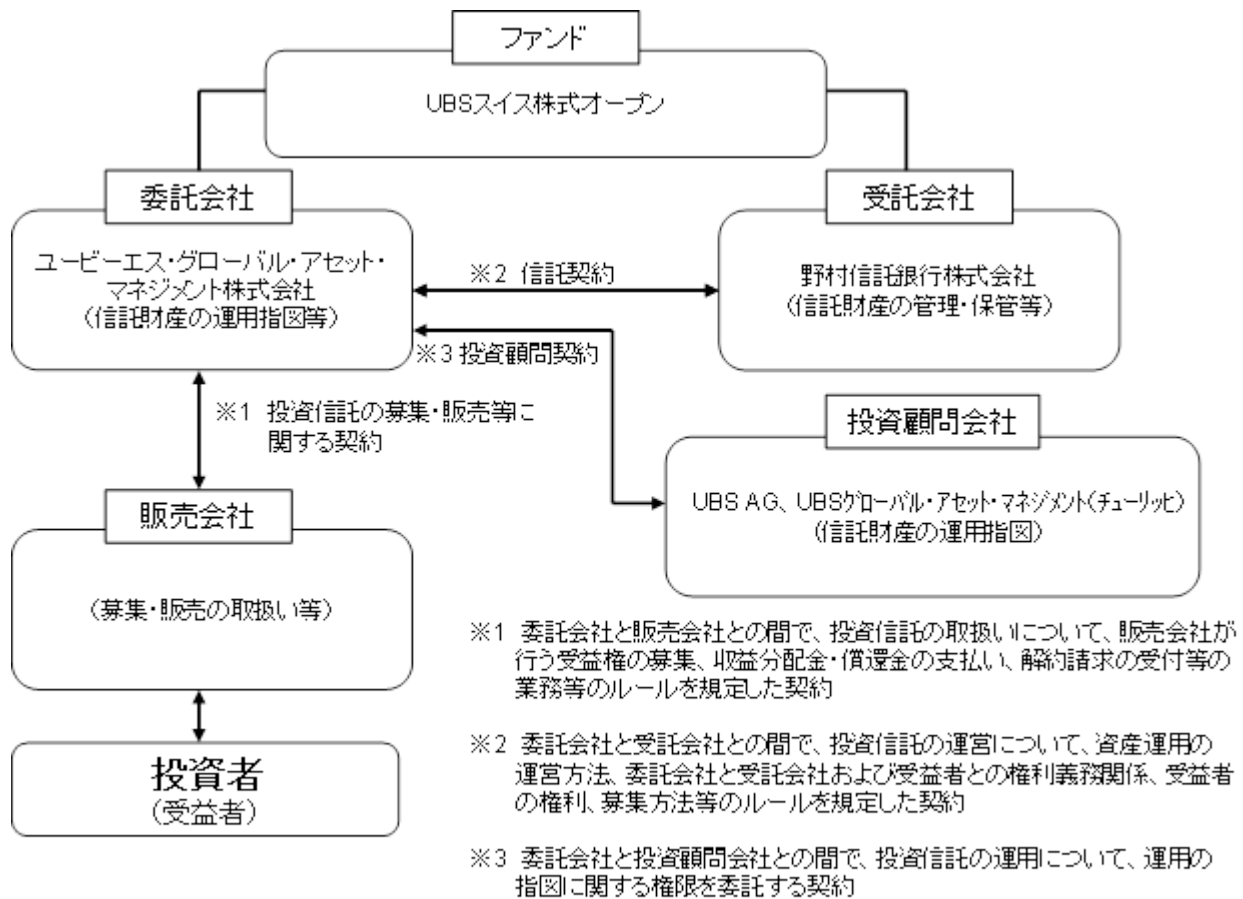 ファンド
UBSスイス株式オープン
委託会社
ユービーエス・グローバル・アセット・
マネジメント株式会社
（信託財産の運用指図等）
受託会社
野村信託銀行株式会社
（信託財産の管理・保管等）
※2 信託契約
※3 投資顧問契約
※1 投資信託の募集・販売等に
関する契約
投資顧問会社
UBS AG、UBSグローバル・アセット・マネジメント（チューリッヒ）
（信託財産の運用指図）
販売会社
（募集・販売の取扱い等）
投資者
（受益者）
※1 委託会社と販売会社との間で、投資信託の取扱いについて、販売会社が
行う受益権の募集、収益分配金・償還金の支払い、解約請求の受付等の
業務等のルールを規定した契約
※2 委託会社と受託会社との間で、投資信託の運営について、資産運用の
運営方法、委託会社と受託会社および受益者との権利義務関係、受益者
の権利、募集方法等のルールを規定した契約
※3 委託会社と投資顧問会社との間で、投資信託の運用について、運用の
指図に関する権限を委託する契約